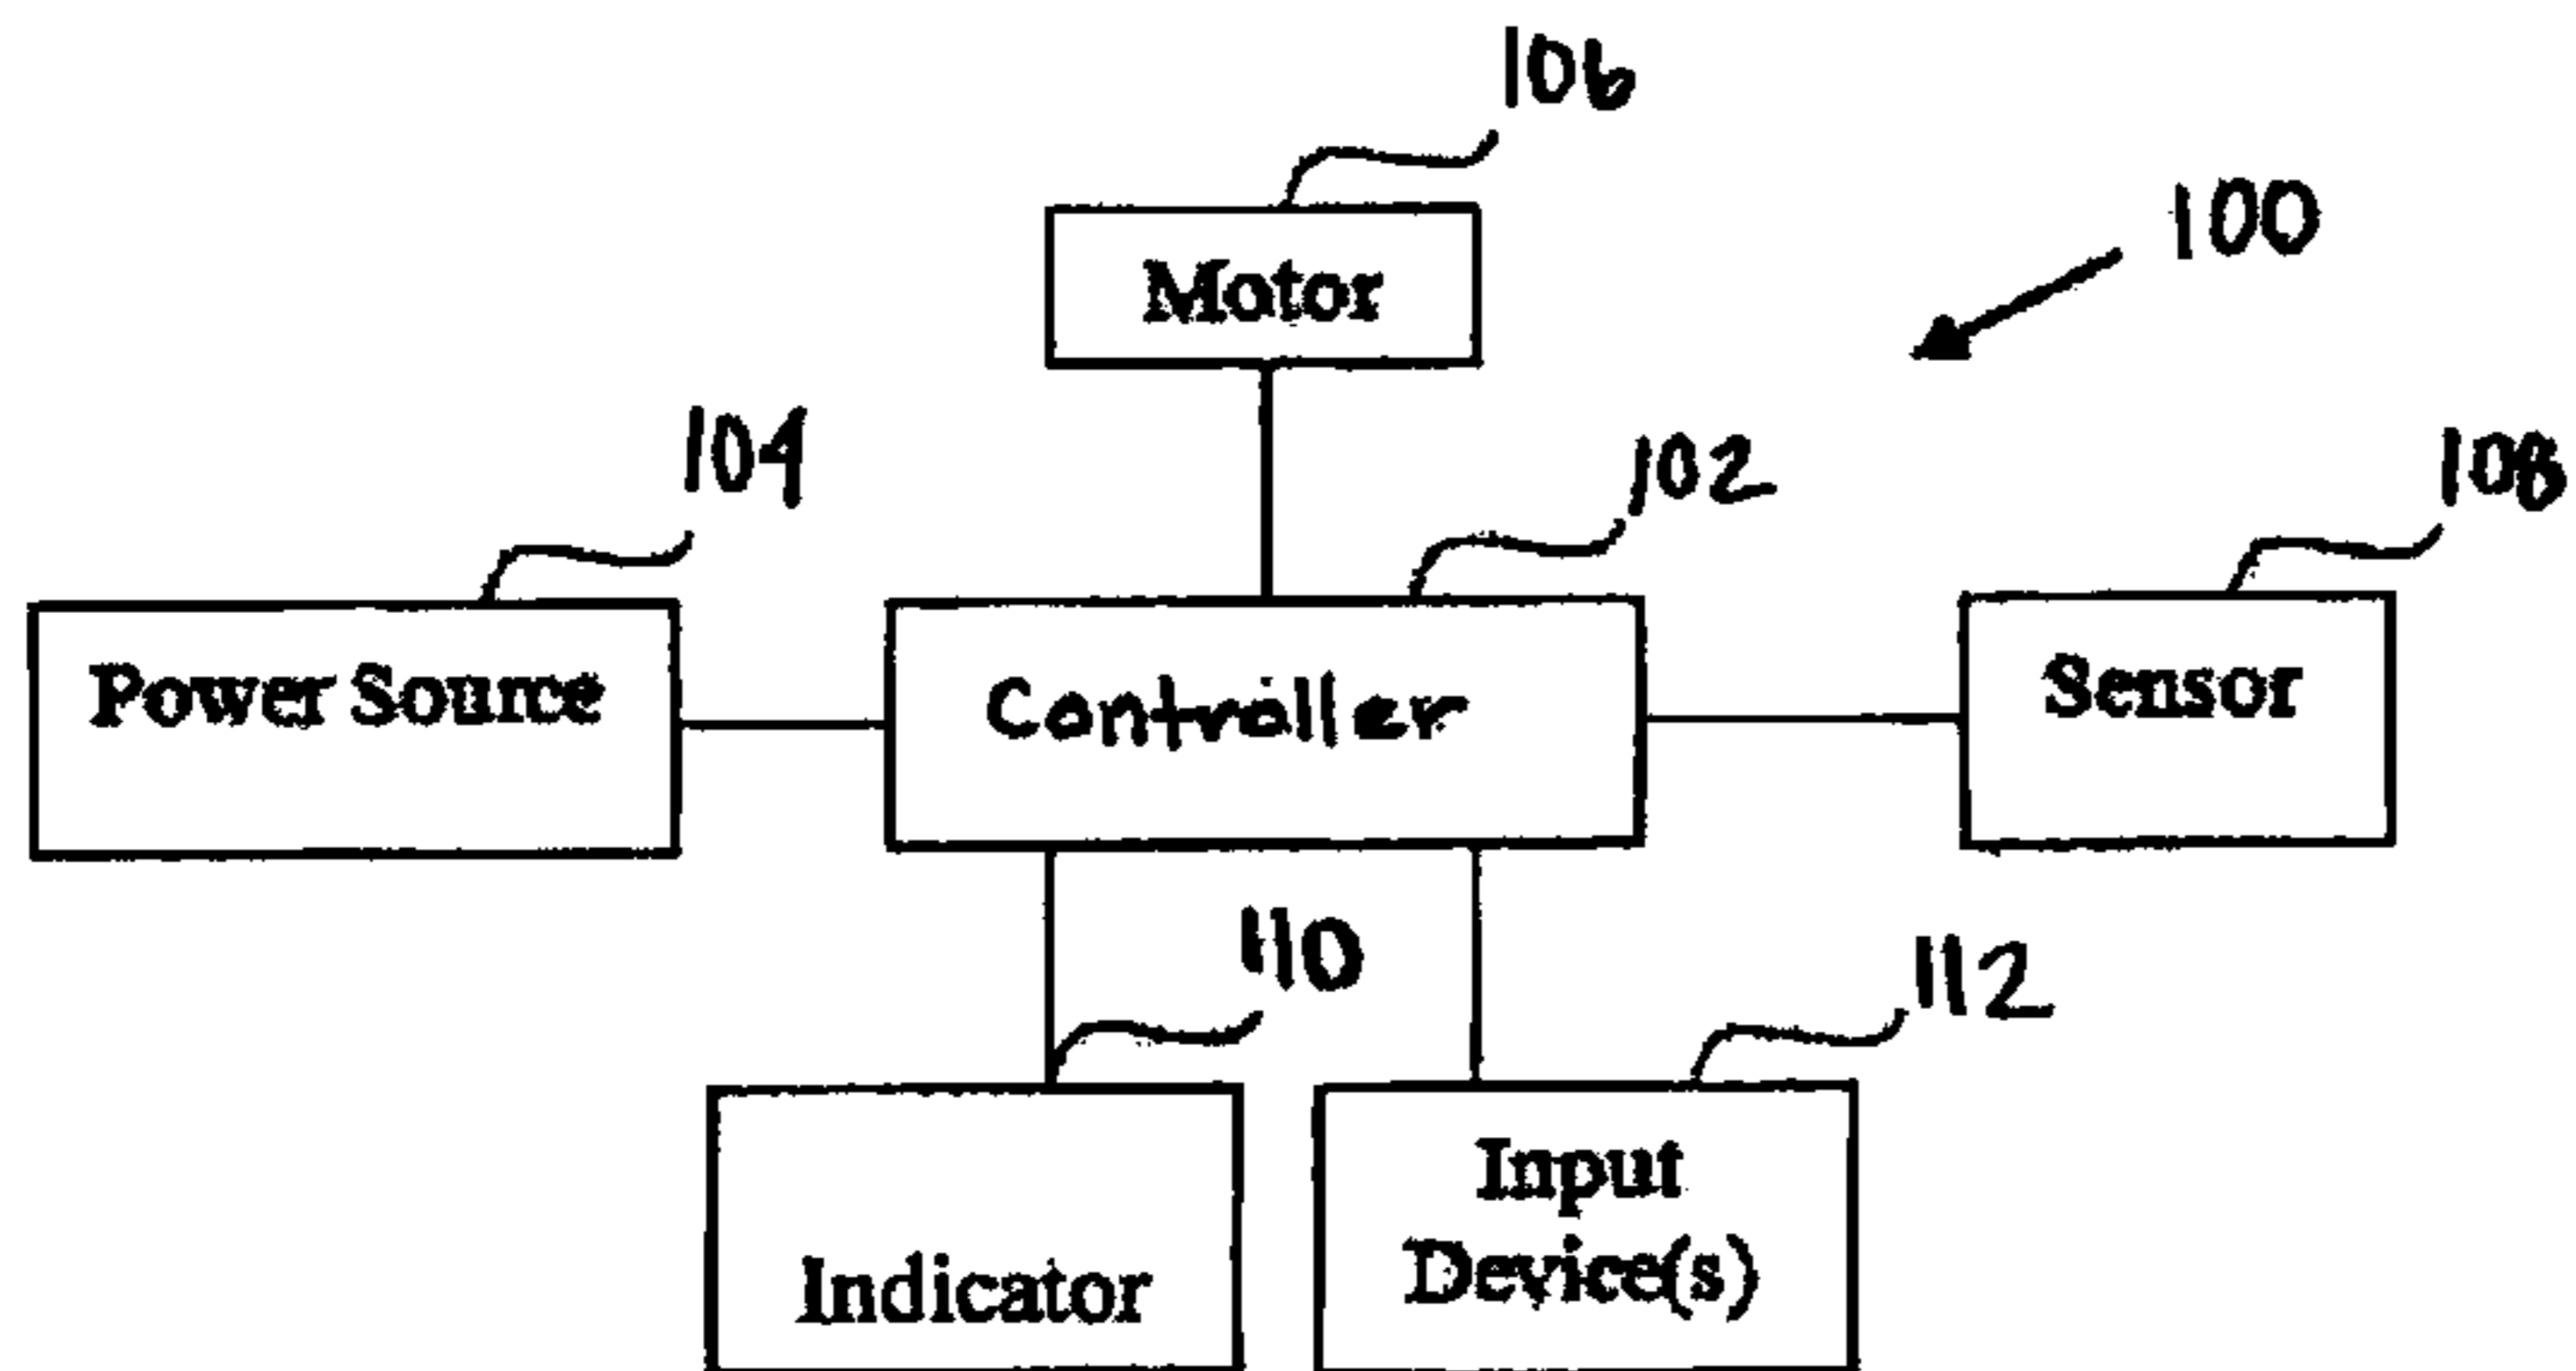 106
100
Motor
104
102
108
Power Source
Controller
Sensor
110
112
Input
Device(s)
Indicator